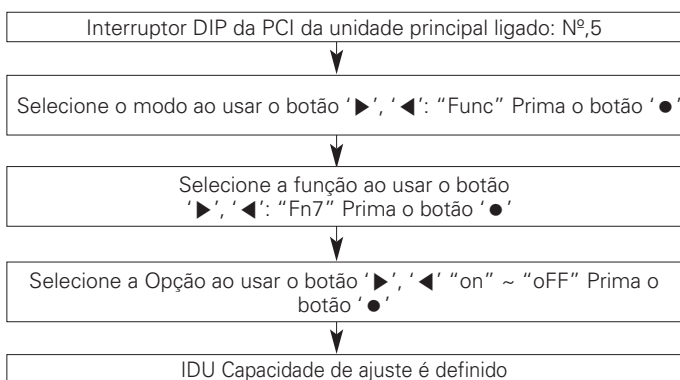 Interruptor DIP da PCI da unidade principal ligado: Nº,5
Selecione o modo ao usar o botão ‘▶’, ‘◀’: “Func” Prima o botão ‘●’
Selecione a função ao usar o botão
‘▶’, ‘◀’: “Fn7” Prima o botão ‘●’
Selecione a Opção ao usar o botão ‘▶’, ‘◀’ “on” ~ “oFF” Prima o
botão ‘●’
IDU Capacidade de ajuste é definido